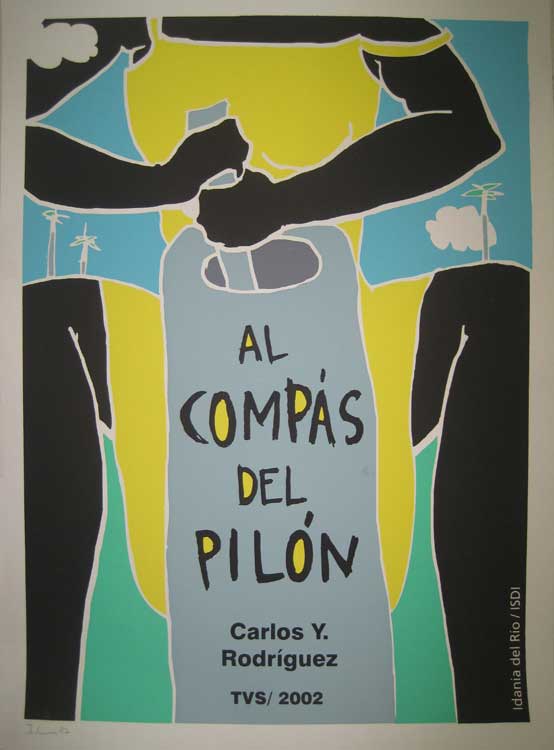 AL
COMPÁS
DEL
PILÓN
Carlos Y.
Rodríguez
TVS/ 2002
Idania del Río / ISDI